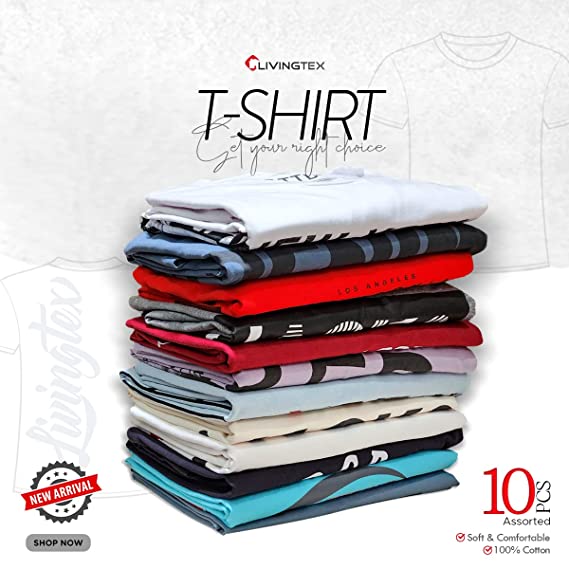 LIVINGTEX
T-SHIRT
Get your right choice
LOS ANGELES
Livingtex
NEW ARRIVAL
SHOP NOW
10 PCS
Assorted
Soft & Comfortable
100% Cotton